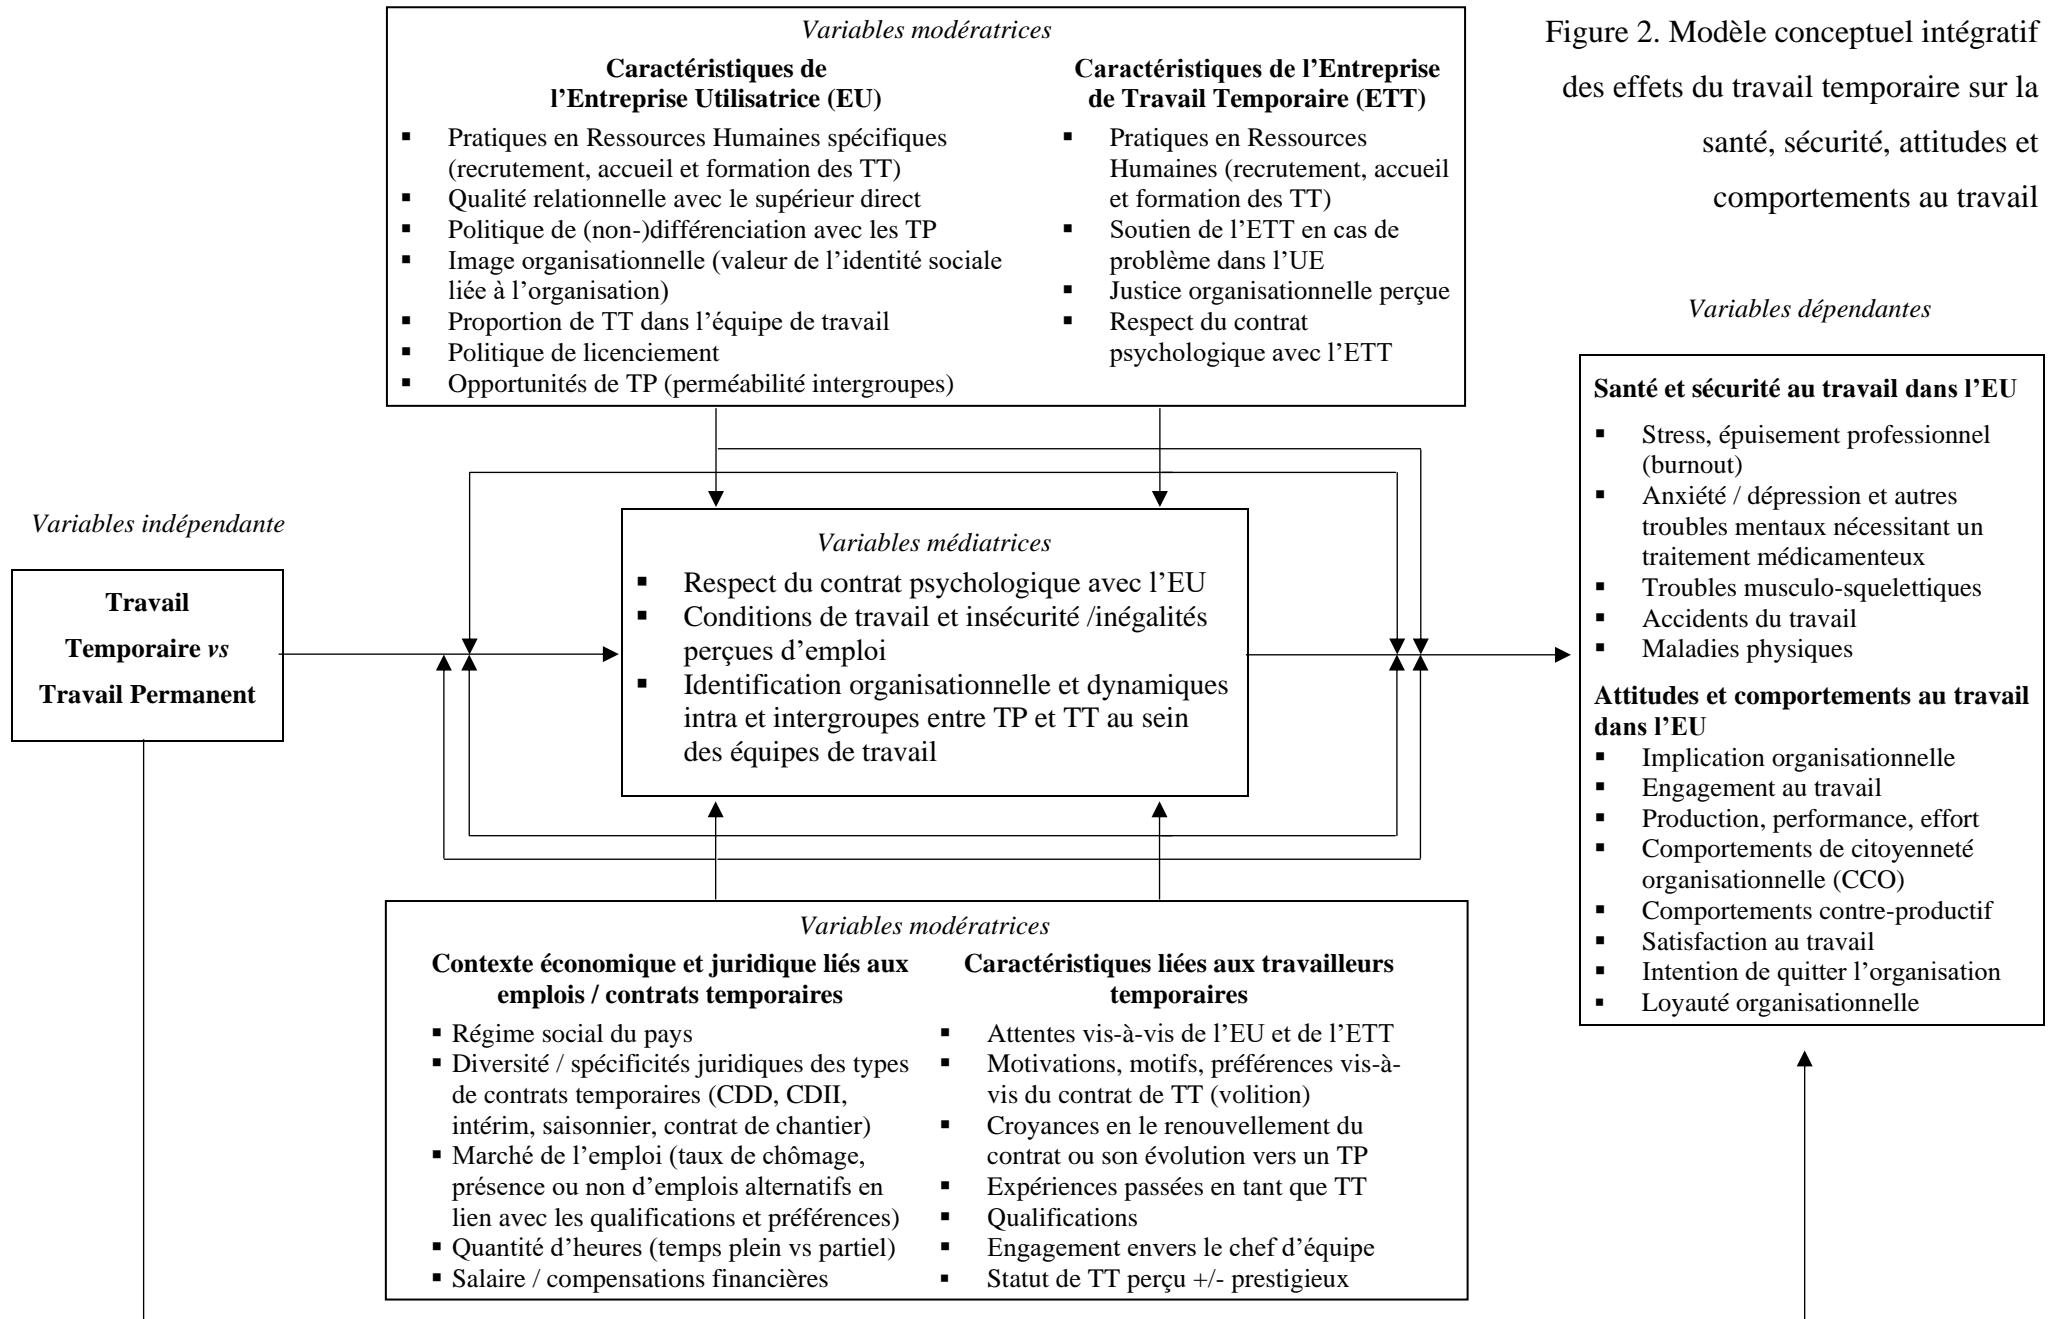 Figure 2. Modèle conceptuel intégratif
des effets du travail temporaire sur la
santé, sécurité, attitudes et
comportements au travail
Variables modératrices
Caractéristiques de
l’Entreprise Utilisatrice (EU)
▪ Pratiques en Ressources Humaines spécifiques
(recrutement, accueil et formation des TT)
▪ Qualité relationnelle avec le supérieur direct
▪ Politique de (non-)différenciation avec les TP
▪ Image organisationnelle (valeur de l’identité sociale
liée à l’organisation)
▪ Proportion de TT dans l’équipe de travail
▪ Politique de licenciement
▪ Opportunités de TP (perméabilité intergroupes)
Caractéristiques de l’Entreprise
de Travail Temporaire (ETT)
▪ Pratiques en Ressources
Humaines (recrutement, accueil
et formation des TT)
▪ Soutien de l’ETT en cas de
problème dans l’UE
▪ Justice organisationnelle perçue
▪ Respect du contrat
psychologique avec l’ETT
Variables indépendante
Travail
Temporaire vs
Travail Permanent
Variables médiatrices
▪ Respect du contrat psychologique avec l’EU
▪ Conditions de travail et insécurité /inégalités
perçues d’emploi
▪ Identification organisationnelle et dynamiques
intra et intergroupes entre TP et TT au sein
des équipes de travail
Variables dépendantes
Santé et sécurité au travail dans l’EU
▪ Stress, épuisement professionnel
(burnout)
▪ Anxiété / dépression et autres
troubles mentaux nécessitant un
traitement médicamenteux
▪ Troubles musculo-squelettiques
▪ Accidents du travail
▪ Maladies physiques
Attitudes et comportements au travail
dans l’EU
▪ Implication organisationnelle
▪ Engagement au travail
▪ Production, performance, effort
▪ Comportements de citoyenneté
organisationnelle (CCO)
▪ Comportements contre-productif
▪ Satisfaction au travail
▪ Intention de quitter l’organisation
▪ Loyauté organisationnelle
Variables modératrices
Contexte économique et juridique liés aux
emplois / contrats temporaires
▪ Régime social du pays
▪ Diversité / spécificités juridiques des types
de contrats temporaires (CDD, CDII,
intérim, saisonnier, contrat de chantier)
▪ Marché de l’emploi (taux de chômage,
présence ou non d’emplois alternatifs en
lien avec les qualifications et préférences)
▪ Quantité d’heures (temps plein vs partiel)
▪ Salaire / compensations financières
Caractéristiques liées aux travailleurs
temporaires
▪ Attentes vis-à-vis de l’EU et de l’ETT
▪ Motivations, motifs, préférences vis-à-
vis du contrat de TT (volition)
▪ Croyances en le renouvellement du
contrat ou son évolution vers un TP
▪ Expériences passées en tant que TT
▪ Qualifications
▪ Engagement envers le chef d’équipe
▪ Statut de TT perçu +/- prestigieux